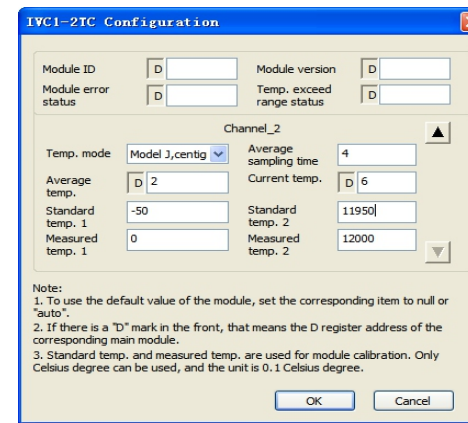 IVC1-2TC Configuration
Module ID D Module version D
Module error status D Temp. exceed range status D
Channel_2
Temp. mode Model J,centig Average sampling time 4
Average temp. D 2 Current temp. D 6
Standard temp. 1 -50 Standard temp. 2 11950
Measured temp. 1 0 Measured temp. 2 12000
Note:
1. To use the default value of the module, set the corresponding item to null or
"auto".
2. If there is a "D" mark in the front, that means the D register address of the
corresponding main module.
3. Standard temp. and measured temp. are used for module calibration. Only
Celsius degree can be used, and the unit is 0.1 Celsius degree.
OK Cancel